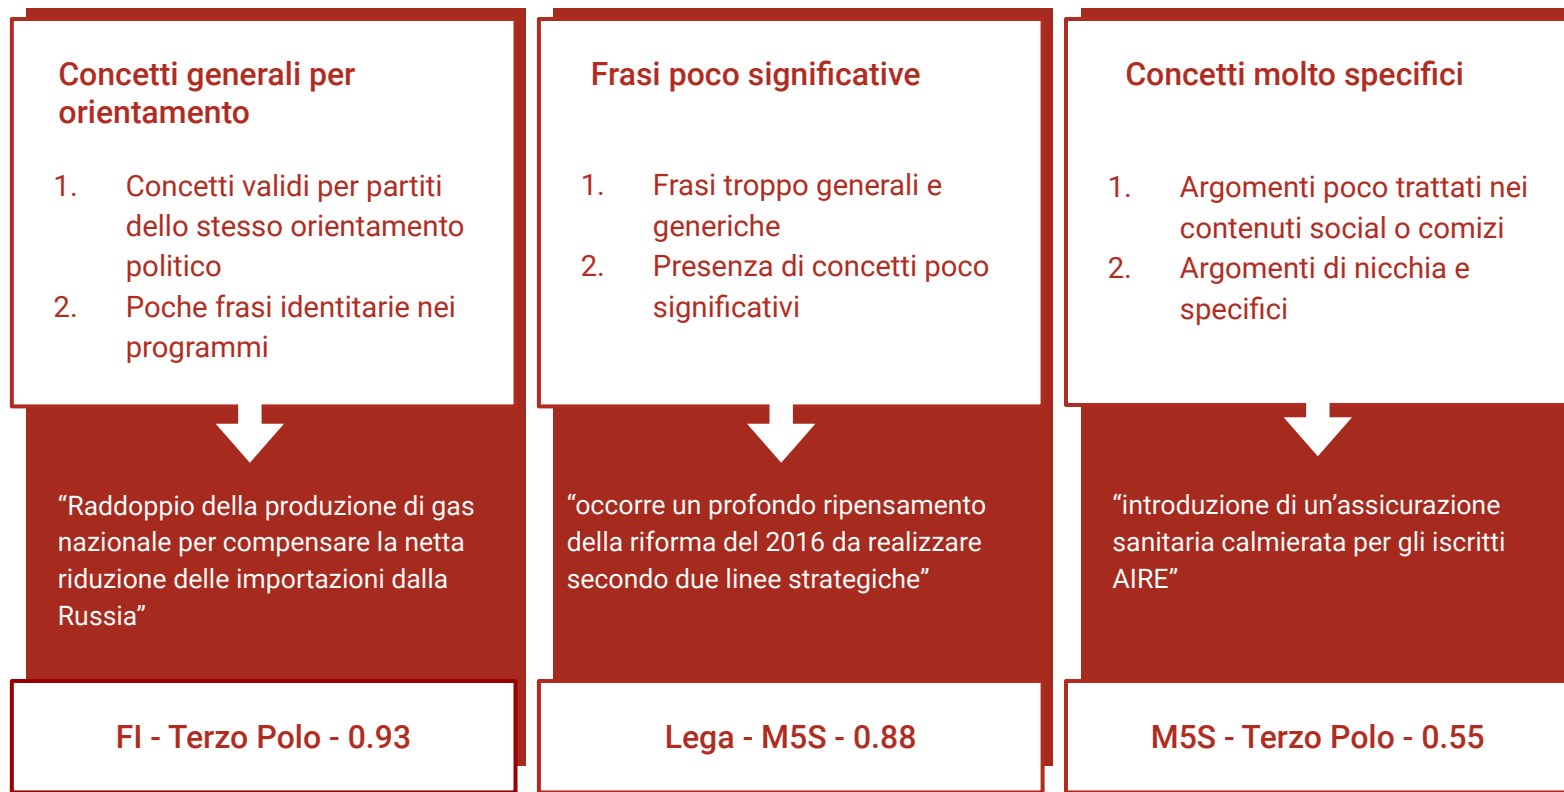 Concetti generali per
orientamento
1. Concetti validi per partiti
dello stesso orientamento
politico
2. Poche frasi identitarie nei
programmi
“Raddoppio della produzione di gas
nazionale per compensare la netta
riduzione delle importazioni dalla
Russia”
FI - Terzo Polo - 0.93
Frasi poco significative
1. Frasi troppo generali e
generiche
2. Presenza di concetti poco
significativi
“occorre un profondo ripensamento
della riforma del 2016 da realizzare
secondo due linee strategiche”
Lega - M5S - 0.88
Concetti molto specifici
1. Argomenti poco trattati nei
contenuti social o comizi
2. Argomenti di nicchia e
specifici
“introduzione di un’assicurazione
sanitaria calmierata per gli iscritti
AIRE”
M5S - Terzo Polo - 0.55